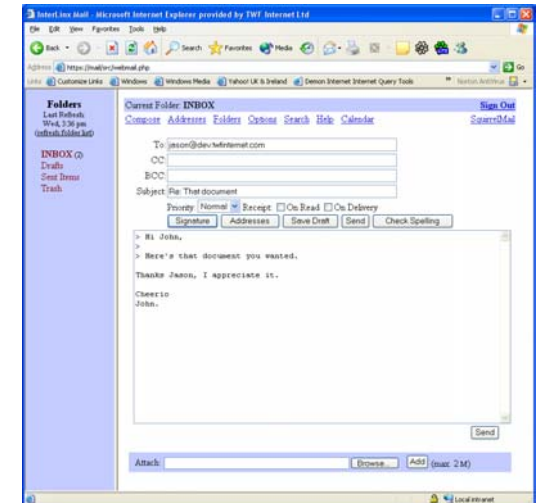 InterLinx Mail - Microsoft Internet Explorer provided by TWF Internet Ltd
File Edit View Favorites Tools Help
Back Search Favorites Media
Address https://mail/src/webmail.php Go
Links Customize Links Windows Windows Media Yahoo! UK & Ireland Demon Internet Internet Query Tools Norton AntiVirus
Folders
Last Refresh:
Wed, 3:36 pm
(refresh folder list)
INBOX (2)
Drafts
Sent Items
Trash
Current Folder: INBOX Sign Out
Compose Addresses Folders Options Search Help Calendar SquirrelMail
To: jason@dev.twfinternet.com
CC:
BCC:
Subject: Re: That document
Priority Normal Receipt: On Read On Delivery
Signature Addresses Save Draft Send Check Spelling
> Hi John,
>
> Here's that document you wanted.
Thanks Jason, I appreciate it.
Cheerio
John.
Send
Attach: Browse... Add (max. 2 M)
Local intranet